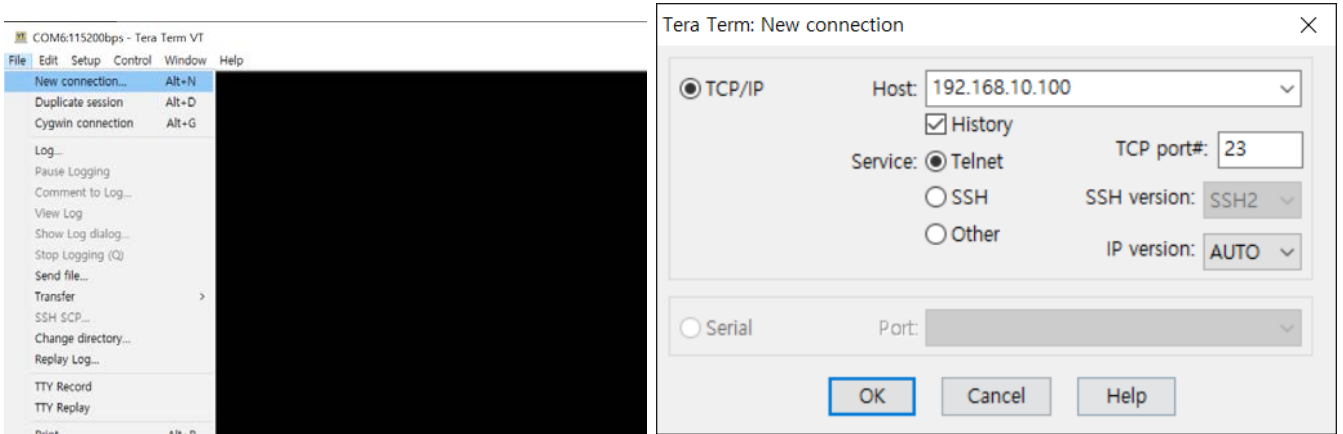 COM6:115200bps - Tera Term VT
File Edit Setup Control Window Help
New connection... Alt+N
Duplicate session Alt+D
Cygwin connection Alt+G
Log...
Pause Logging
Comment to Log...
View Log
Show Log dialog...
Stop Logging (Q)
Send file...
Transfer >
SSH SCP...
Change directory...
Replay Log...
TTY Record
TTY Replay
Tera Term: New connection
TCP/IP Host: 192.168.10.100
History
Service: Telnet TCP port#: 23
SSH SSH version: SSH2
Other IP version: AUTO
Serial Port:
OK Cancel Help